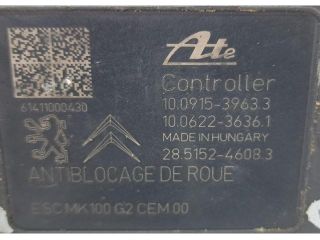 Ate
Controller
61411000430
10.0915-3963.3
10.0622-3636.1
MADE IN HUNGARY
28.5152-4608.3
ANTIBLOCAGE DE ROUE
ESC MK100 G2 CEM 00